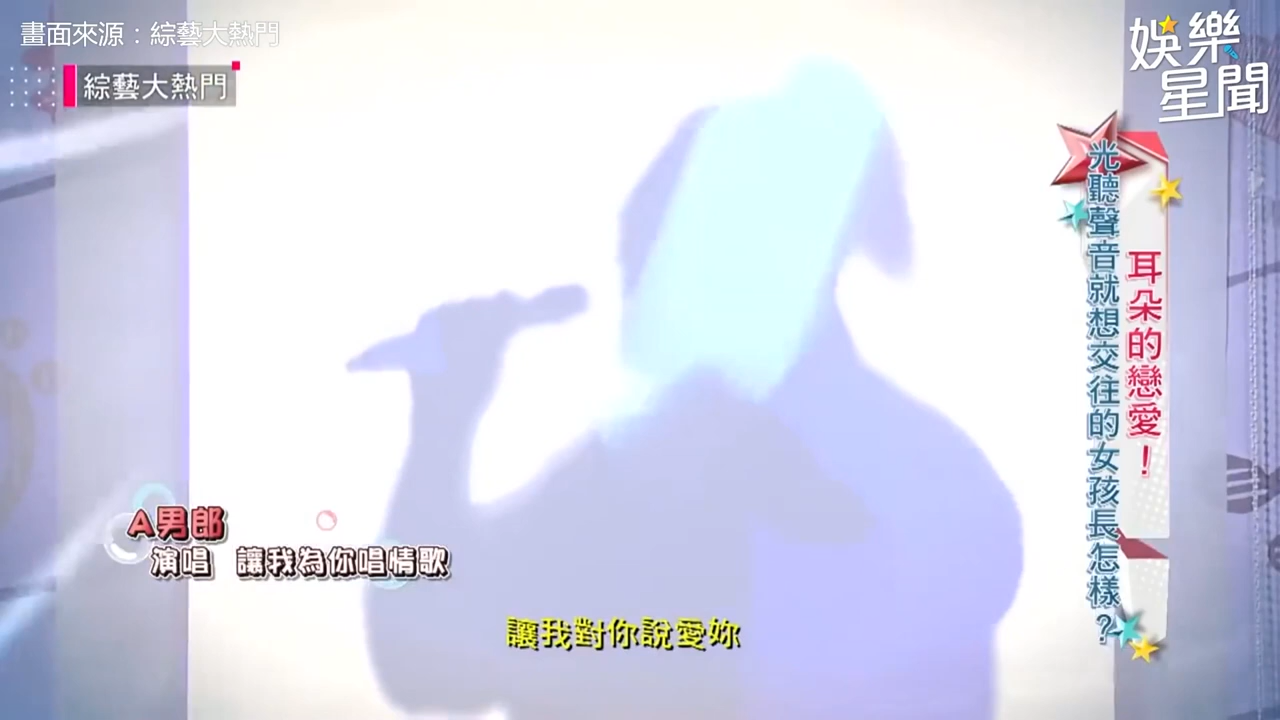 畫面來源：綜藝大熱門
綜藝大熱門
娛樂
星聞
耳朵的戀愛！
光聽聲音就想交往的女孩長怎樣？
A男郎
演唱 讓我為你唱情歌
讓我對你說愛妳